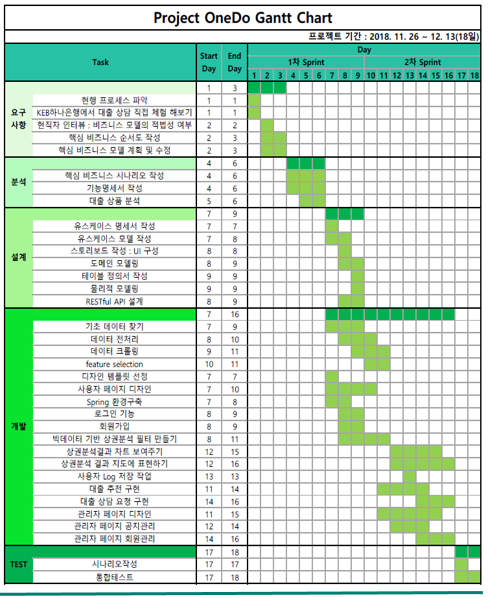 Project OneDo Gantt Chart
프로젝트 기간 : 2018. 11. 26 ~ 12. 13(18일)
Task Start Day End Day Day
1차 Sprint 2차 Sprint
1 2 3 4 5 6 7 8 9 10 11 12 13 14 15 16 17 18
요구사항 1 3
현행 프로세스 파악 1 1
KEB하나은행에서 대출 상담 직접 체험 해보기 1 1
현직자 인터뷰 : 비즈니스 모델의 적법성 여부 2 2
핵심 비즈니스 순서도 작성 2 3
핵심 비즈니스 모델 계획 및 수정 2 3
분석 4 6
핵심 비즈니스 시나리오 작성 4 6
기능명세서 작성 4 6
대출 상품 분석 5 6
설계 7 9
유스케이스 명세서 작성 7 7
유스케이스 모델 작성 7 8
스토리보드 작성 : UI 구성 8 8
도메인 모델링 8 9
테이블 정의서 작성 9 9
물리적 모델링 9 9
RESTful API 설계 8 9
개발 7 16
기초 데이터 찾기 7 9
데이터 전처리 8 10
데이터 크롤링 9 11
feature selection 10 11
디자인 템플릿 선정 7 7
사용자 페이지 디자인 7 10
Spring 환경구축 7 8
로그인 기능 8 9
회원가입 8 9
빅데이터 기반 상권분석 필터 만들기 8 11
상권분석결과 차트 보여주기 12 15
상권분석 결과 지도에 표현하기 12 16
사용자 Log 저장 작업 13 13
대출 추천 구현 11 14
대출 상담 요청 구현 14 16
관리자 페이지 디자인 11 15
관리자 페이지 공지관리 12 14
관리자 페이지 회원관리 14 16
TEST 17 18
시나리오작성 17 17
통합테스트 17 18